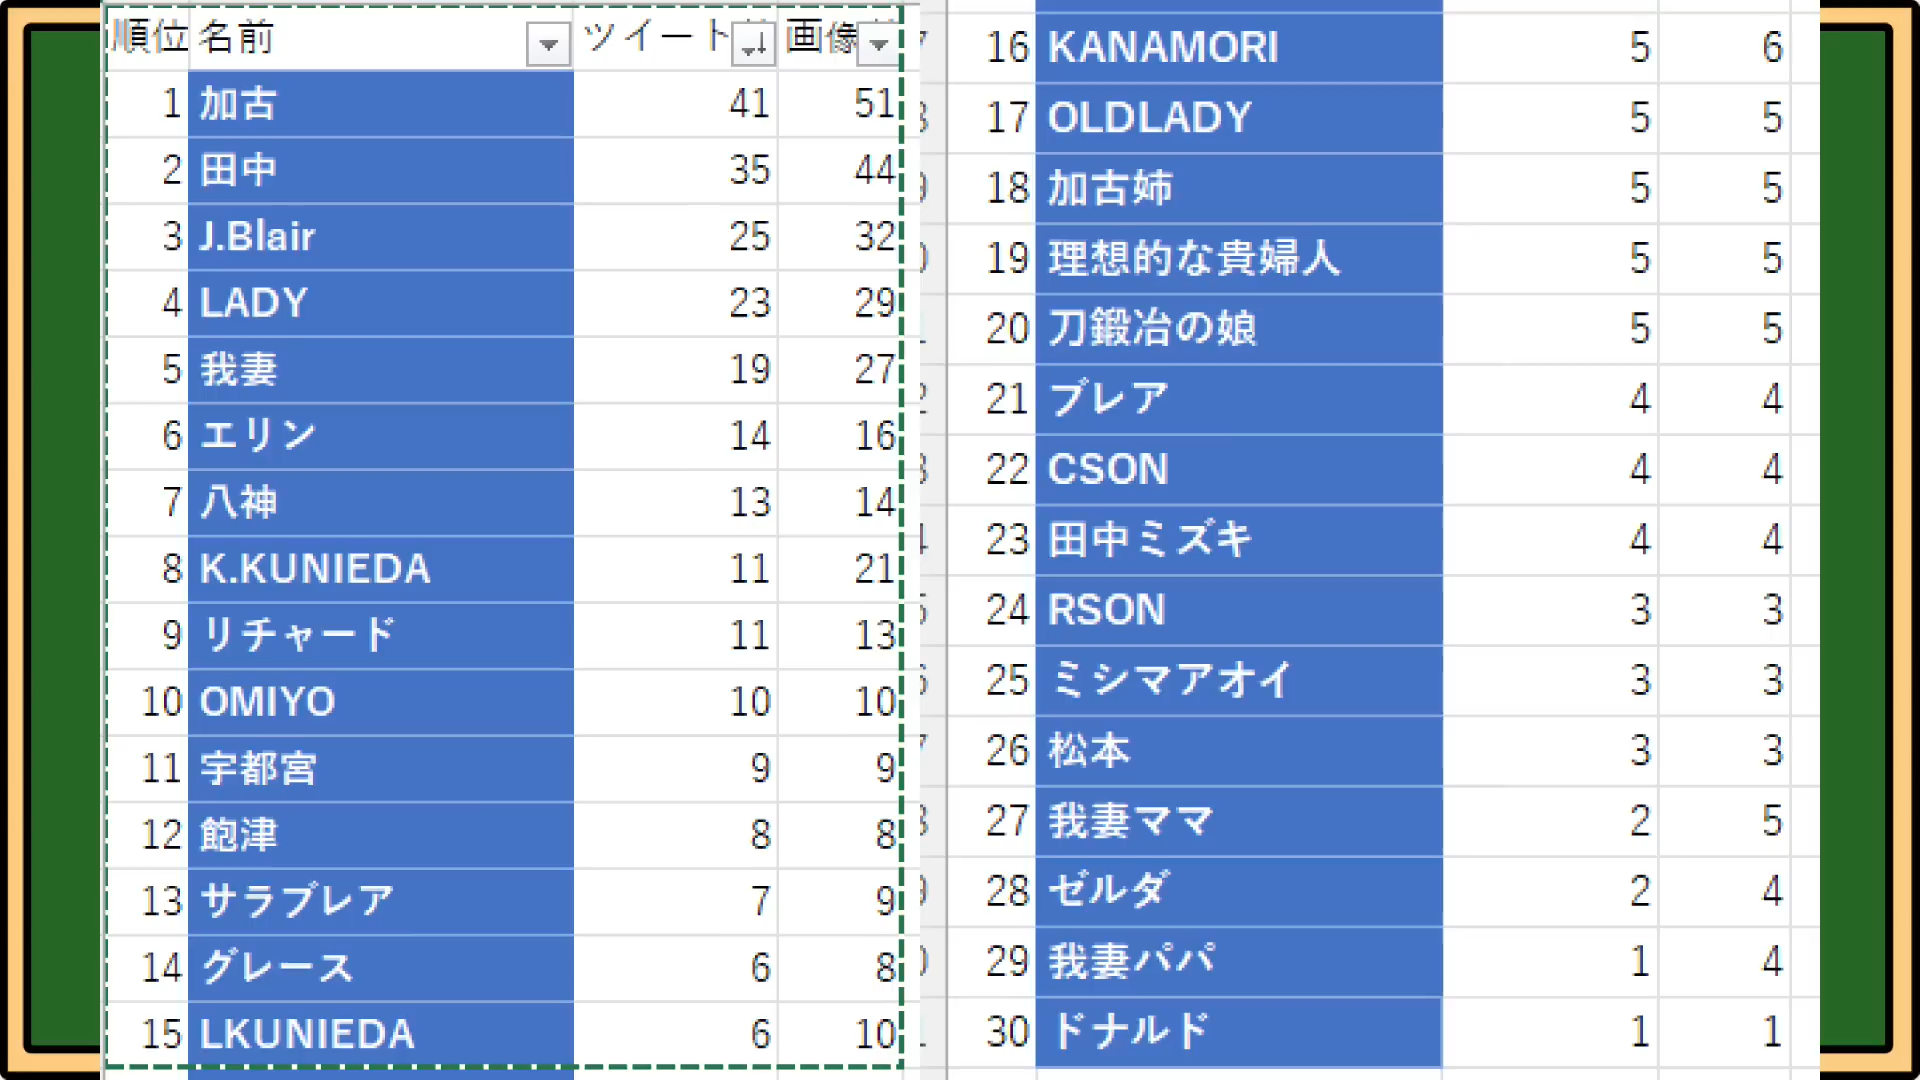 順位 名前 ツイート 画像
1 加古 41 51
2 田中 35 44
3 J.Blair 25 32
4 LADY 23 29
5 我妻 19 27
6 エリン 14 16
7 八神 13 14
8 K.KUNIEDA 11 21
9 リチャード 11 13
10 OMIYO 10 10
11 宇都宮 9 9
12 飽津 8 8
13 サラブレア 7 9
14 グレース 6 8
15 LKUNIEDA 6 10
16 KANAMORI 5 6
17 OLDLADY 5 5
18 加古姉 5 5
19 理想的な貴婦人 5 5
20 刀鍛冶の娘 5 5
21 ブレア 4 4
22 CSON 4 4
23 田中ミズキ 4 4
24 RSON 3 3
25 ミシマアオイ 3 3
26 松本 3 3
27 我妻ママ 2 5
28 ゼルダ 2 4
29 我妻パパ 1 4
30 ドナルド 1 1